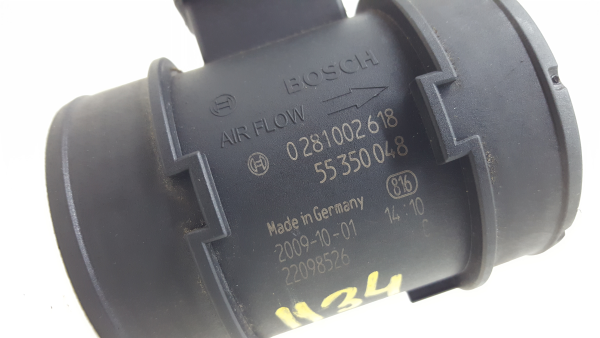 BOSCH
AIR FLOW
0281002618
55350048
Made in Germany 816
2009-10-01 14:10
22098526 C
1134